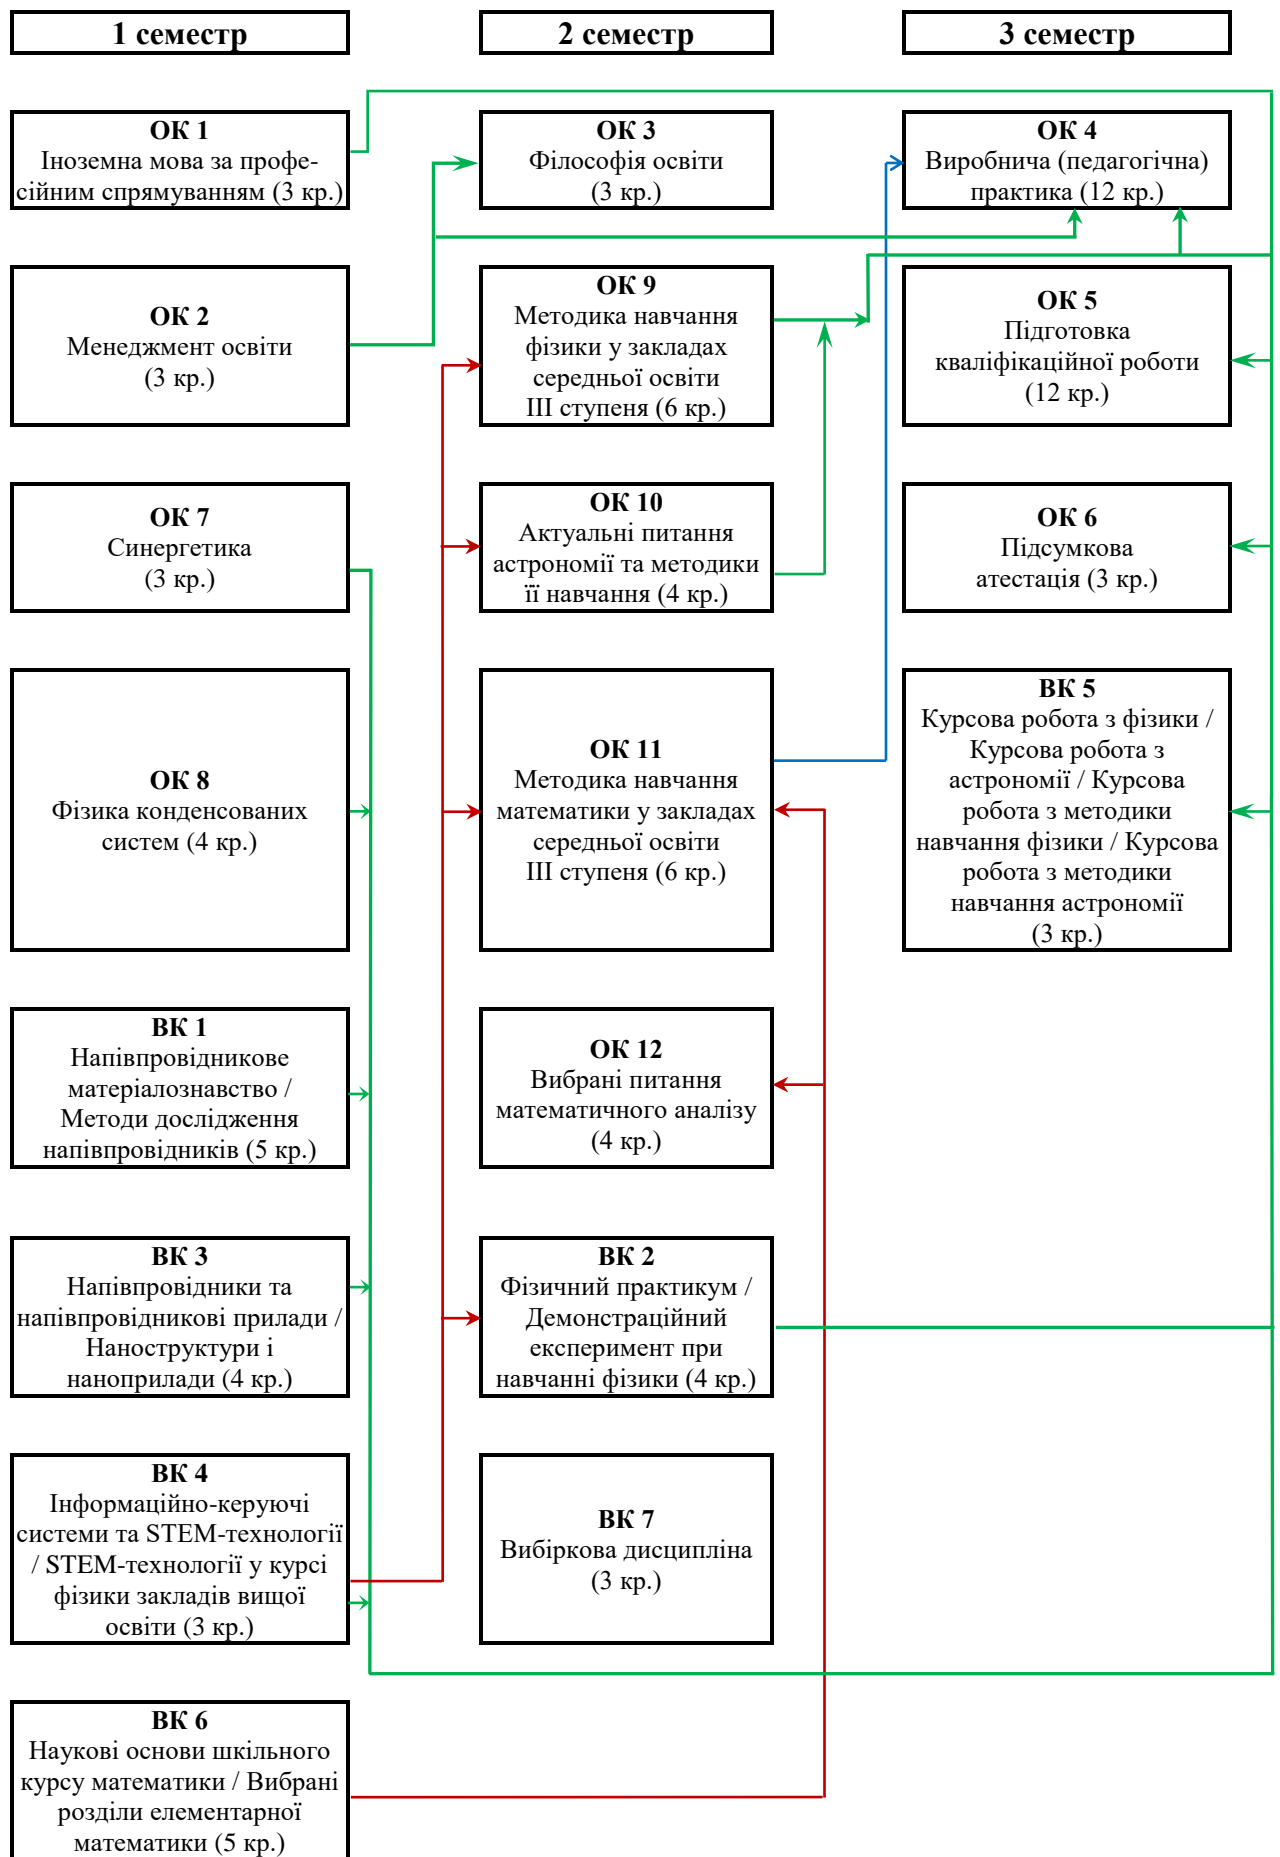 1 семестр
2 семестр
3 семестр
ОК 1
Іноземна мова за профе-
сійним спрямуванням (3 кр.)
ОК 3
Філософія освіти
(3 кр.)
ОК 4
Виробнича (педагогічна)
практика (12 кр.)
ОК 2
Менеджмент освіти
(3 кр.)
ОК 9
Методика навчання
фізики у закладах
середньої освіти
ІІІ ступеня (6 кр.)
ОК 5
Підготовка
кваліфікаційної роботи
(12 кр.)
ОК 7
Синергетика
(3 кр.)
ОК 10
Актуальні питання
астрономії та методики
її навчання (4 кр.)
ОК 6
Підсумкова
атестація (3 кр.)
ОК 8
Фізика конденсованих
систем (4 кр.)
ОК 11
Методика навчання
математики у закладах
середньої освіти
ІІІ ступеня (6 кр.)
ВК 5
Курсова робота з фізики /
Курсова робота з
астрономії / Курсова
робота з методики
навчання фізики / Курсова
робота з методики
навчання астрономії
(3 кр.)
ВК 1
Напівпровідникове
матеріалознавство /
Методи дослідження
напівпровідників (5 кр.)
ОК 12
Вибрані питання
математичного аналізу
(4 кр.)
ВК 3
Напівпровідники та
напівпровідникові прилади /
Наноструктури і
наноприлади (4 кр.)
ВК 2
Фізичний практикум /
Демонстраційний
експеримент при
навчанні фізики (4 кр.)
ВК 4
Інформаційно-керуючі
системи та STEM-технології
/ STEM-технології у курсі
фізики закладів вищої
освіти (3 кр.)
ВК 7
Вибіркова дисципліна
(3 кр.)
ВК 6
Наукові основи шкільного
курсу математики / Вибрані
розділи елементарної
математики (5 кр.)